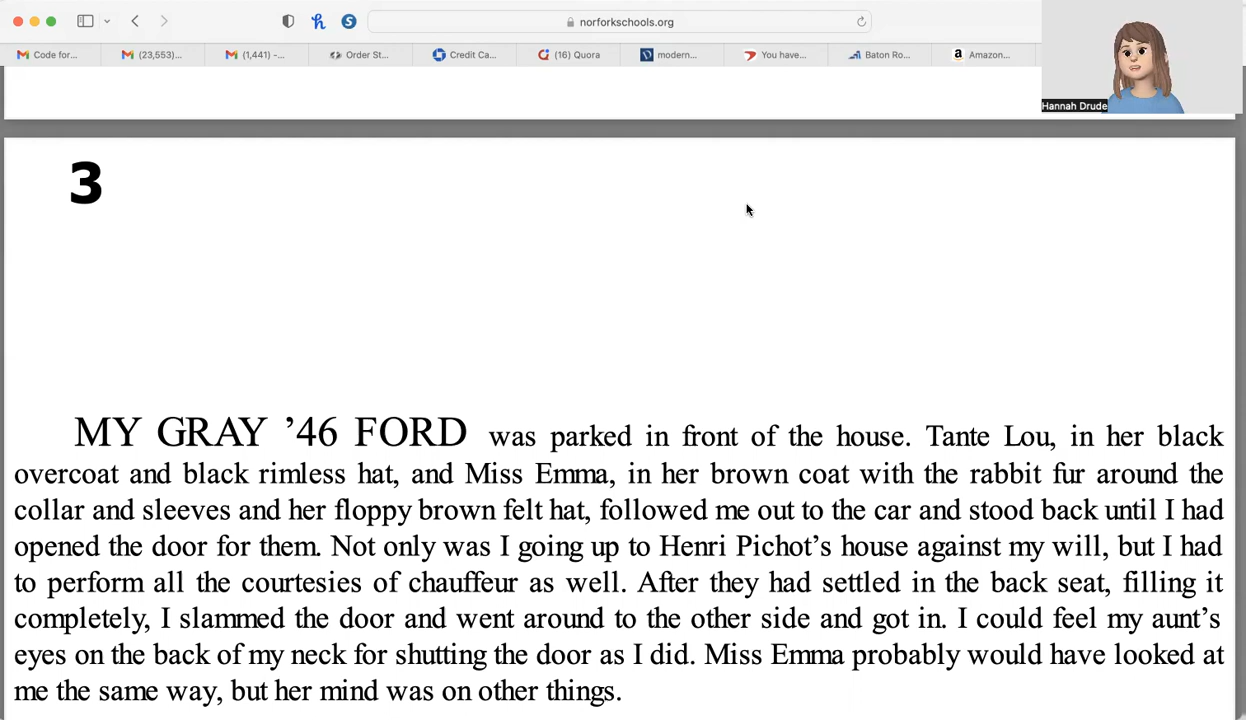 norforkschools.org
Code for...
(23,553)...
(1,441) -...
Order St...
Credit Ca...
(16) Quora
modern...
You have...
Baton Ro...
Amazon...
Hannah Drude
3
MY GRAY ’46 FORD was parked in front of the house. Tante Lou, in her black
overcoat and black rimless hat, and Miss Emma, in her brown coat with the rabbit fur around the
collar and sleeves and her floppy brown felt hat, followed me out to the car and stood back until I had
opened the door for them. Not only was I going up to Henri Pichot’s house against my will, but I had
to perform all the courtesies of chauffeur as well. After they had settled in the back seat, filling it
completely, I slammed the door and went around to the other side and got in. I could feel my aunt’s
eyes on the back of my neck for shutting the door as I did. Miss Emma probably would have looked at
me the same way, but her mind was on other things.